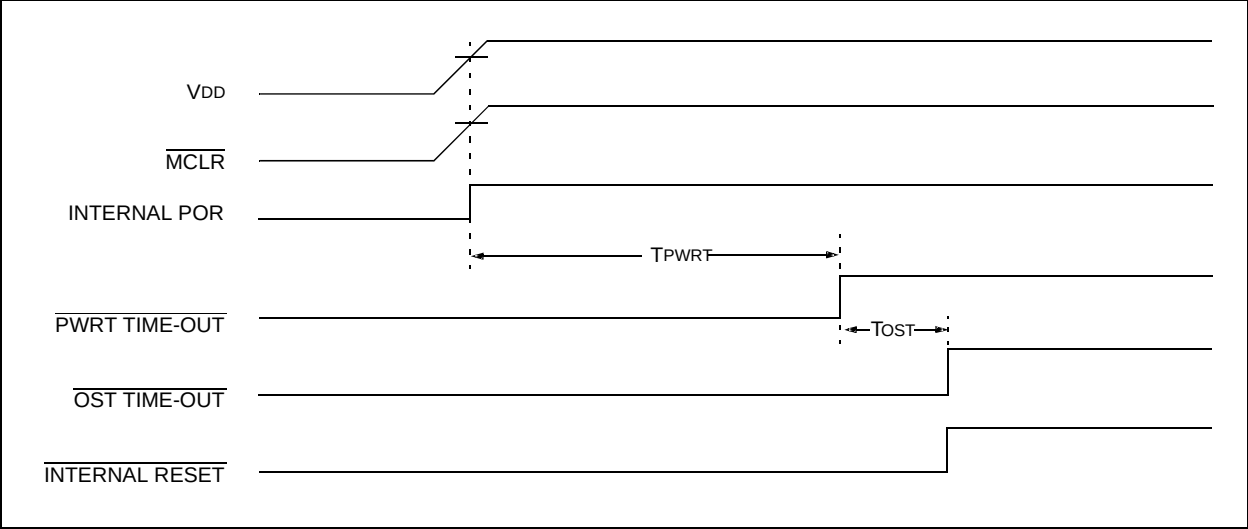 VDD
MCLR
INTERNAL POR
TPWRT
PWRT TIME-OUT
TOST
OST TIME-OUT
INTERNAL RESET